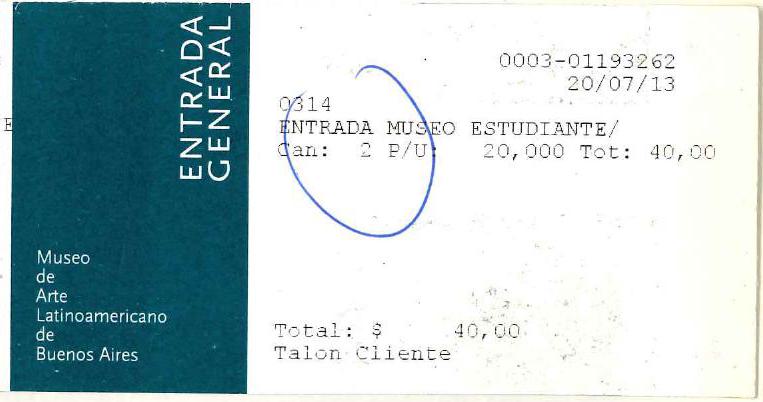 ENTRADA
GENERAL
Museo
de
Arte
Latinoamericano
de
Buenos Aires
0003-01193262
20/07/13
0314
ENTRADA MUSEO ESTUDIANTE/
Can: 2 P/U: 20,000 Tot: 40,00
Total: $ 40,00
Talon Cliente